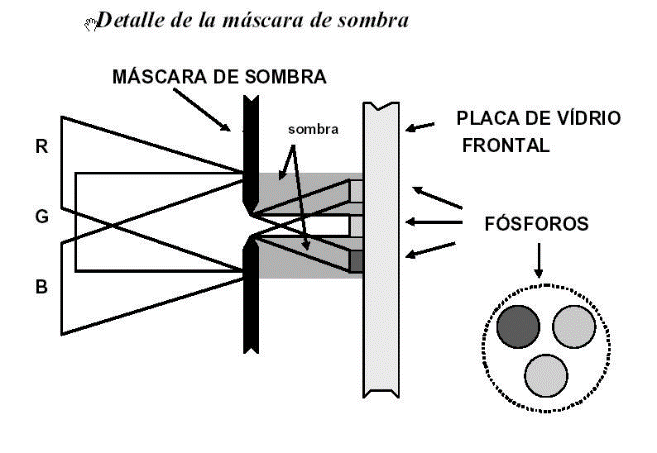 Detalle de la máscara de sombra
MÁSCARA DE SOMBRA
sombra
PLACA DE VÍDRIO
FRONTAL
R
G
B
FÓSFOROS